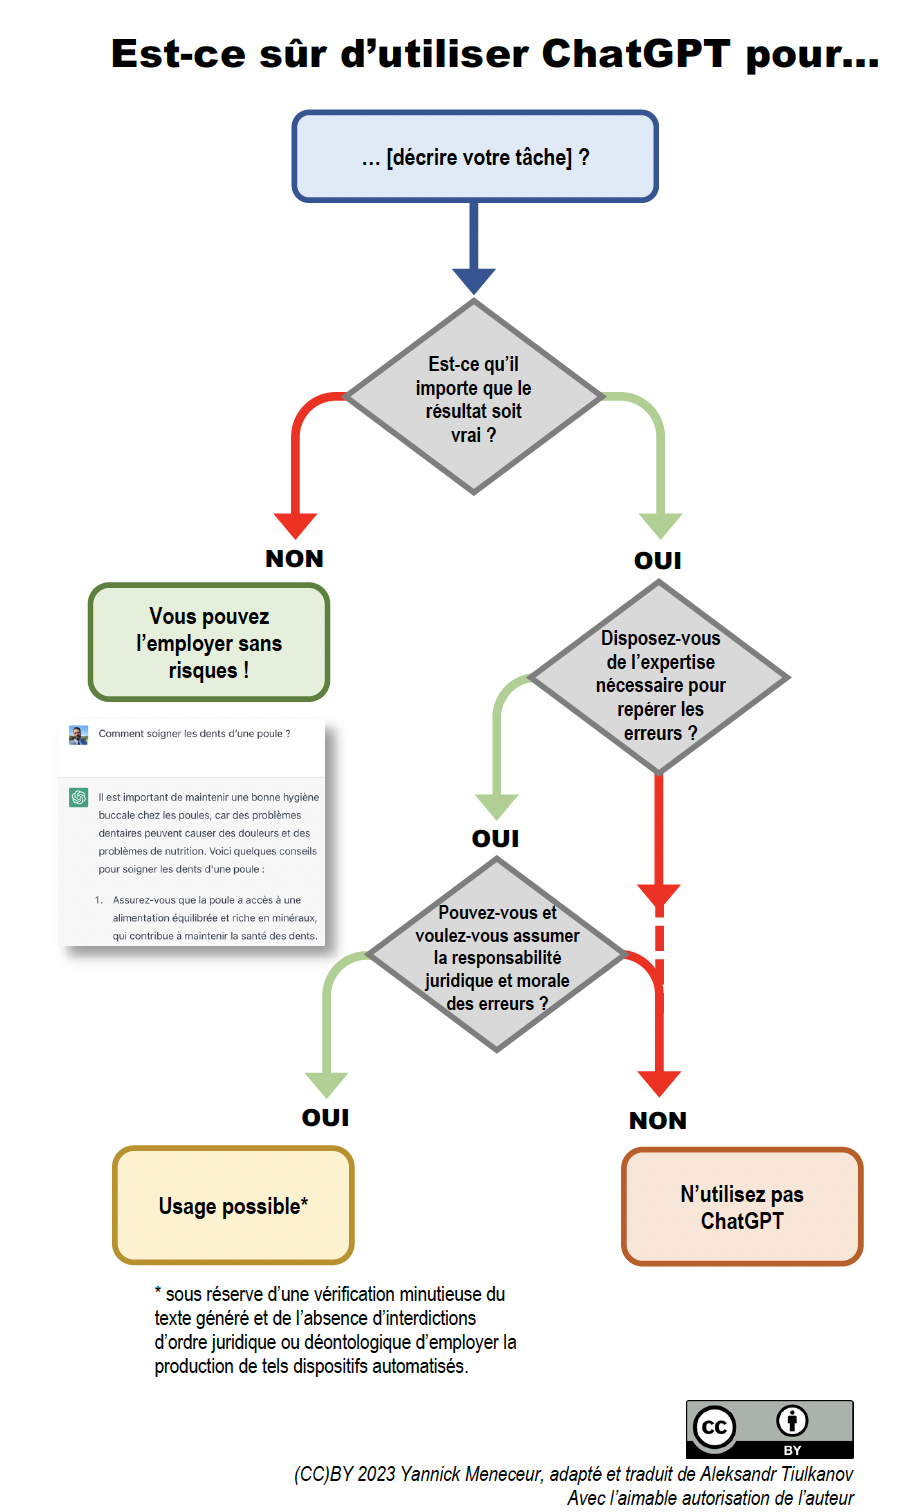 Est-ce sûr d’utiliser ChatGPT pour…
… [décrire votre tâche] ?
Est-ce qu’il
importe que le
résultat soit
vrai ?
NON
OUI
Vous pouvez
l’employer sans
risques !
Disposez-vous
de l’expertise
nécessaire pour
repérer les
erreurs ?
Comment soigner les dents d’une poule ?
Il est important de maintenir une bonne hygiène
buccale chez les poules, car des problèmes
dentaires peuvent causer des douleurs et des
problèmes de nutrition. Voici quelques conseils
pour soigner les dents d’une poule :
1. Assurez-vous que la poule a accès à une
alimentation équilibrée et riche en minéraux,
qui contribue à maintenir la santé des dents.
OUI
Pouvez-vous et
voulez-vous assumer
la responsabilité
juridique et morale
des erreurs ?
OUI
NON
Usage possible*
N’utilisez pas
ChatGPT
* sous réserve d’une vérification minutieuse du
texte généré et de l’absence d’interdictions
d’ordre juridique ou déontologique d’employer la
production de tels dispositifs automatisés.
CC
BY
(CC)BY 2023 Yannick Meneceur, adapté et traduit de Aleksandr Tiulkanov
Avec l’aimable autorisation de l’auteur